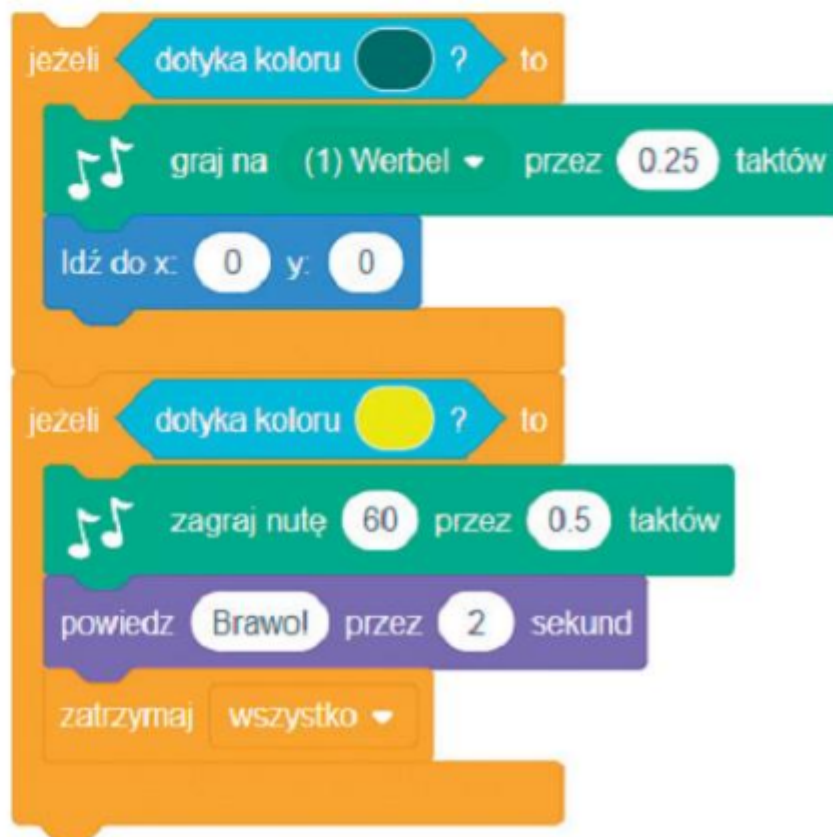 jeżeli dotyka koloru ? to
graj na (1) Werbel przez 0.25 taktów
Idź do x: 0 y: 0
jeżeli dotyka koloru ? to
zagraj nutę 60 przez 0.5 taktów
powiedz Brawo! przez 2 sekund
zatrzymaj wszystko